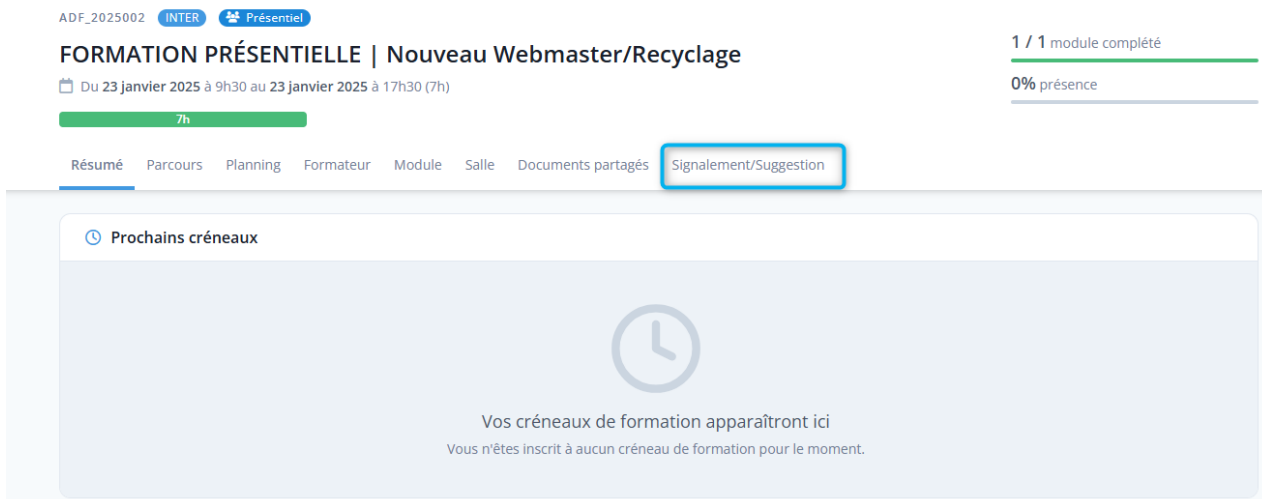 ADF_2025002 INTER Présentiel
FORMATION PRÉSENTIELLE | Nouveau Webmaster/Recyclage
Du 23 janvier 2025 à 9h30 au 23 janvier 2025 à 17h30 (7h)
7h
1 / 1 module complété
0% présence
Résumé Parcours Planning Formateur Module Salle Documents partagés Signalement/Suggestion
Prochains créneaux
Vos créneaux de formation apparaîtront ici
Vous n'êtes inscrit à aucun créneau de formation pour le moment.